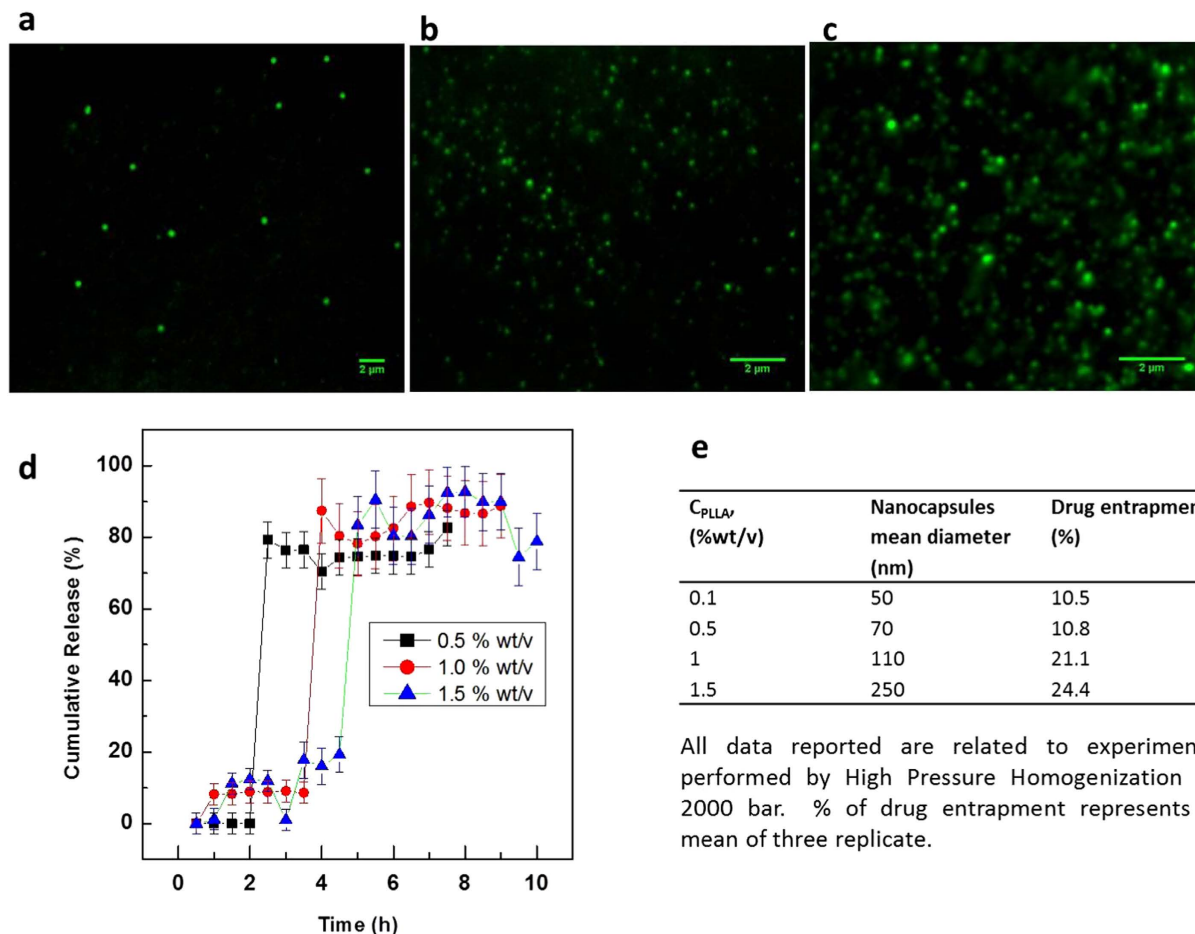 a
b
c
2 µm
2 µm
2 µm
d
Cumulative Release (%)
100
80
60
40
20
0
0.5 % wt/v
1.0 % wt/v
1.5 % wt/v
0 2 4 6 8 10
Time (h)
e
C_PLLA, Nanocapsules Drug entrapmen
(%wt/v) mean diameter (%)
(nm)
0.1 50 10.5
0.5 70 10.8
1 110 21.1
1.5 250 24.4
All data reported are related to experimen
performed by High Pressure Homogenization
2000 bar. % of drug entrapment represents
mean of three replicate.